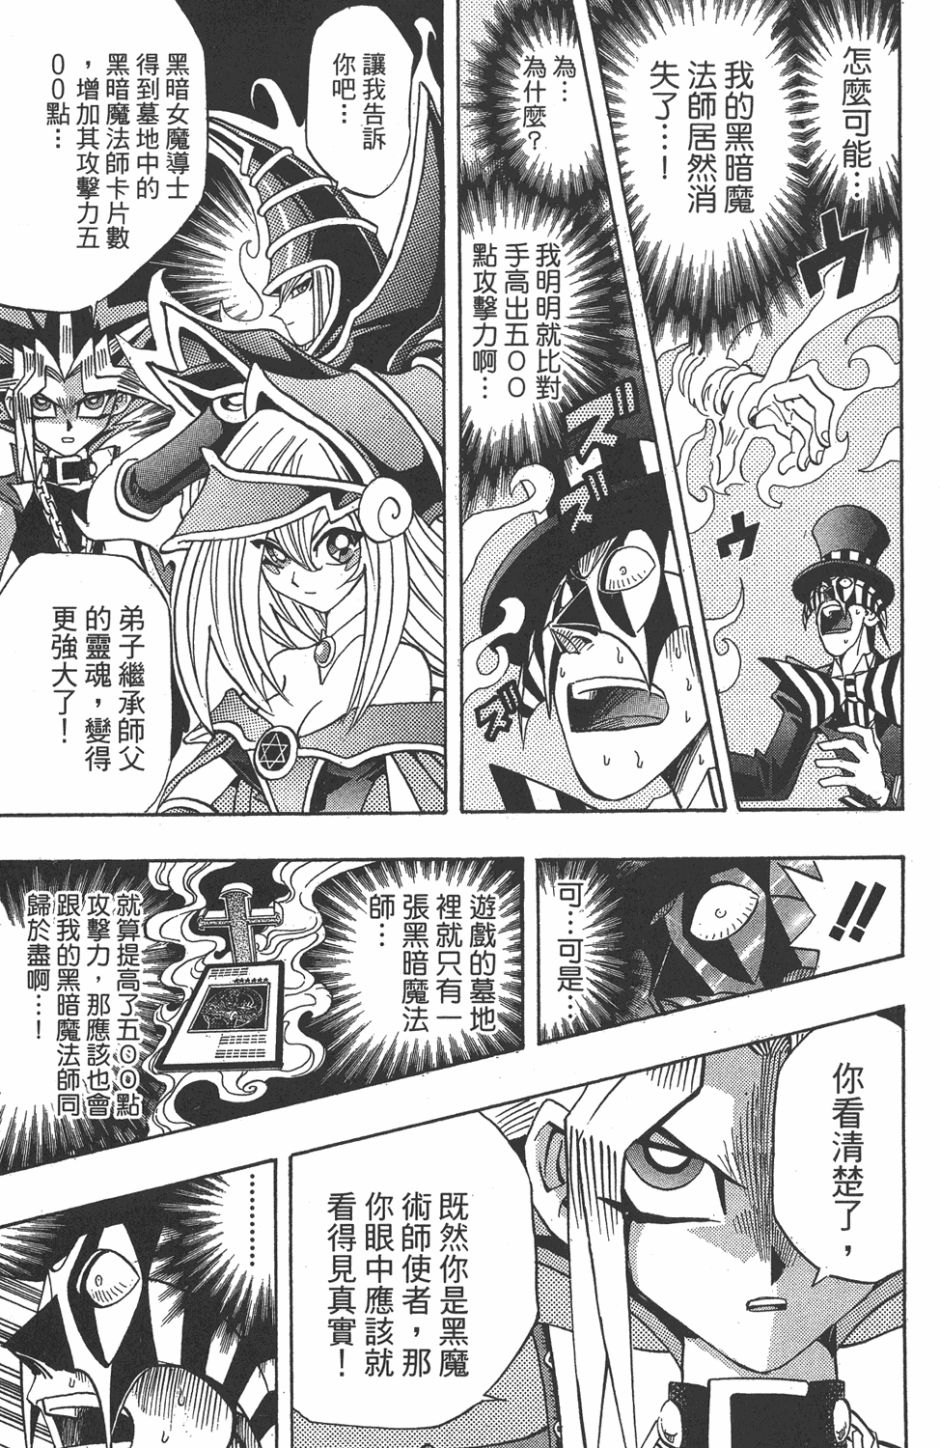 怎麼可能…
我的黑暗魔
法師居然消
失了…！
ウ
ウ
為…
為什麼？
我明明就比對
手高出五００
點攻擊力啊…
ズズ
ズ
讓我告訴
你吧…
黑暗女魔導士
得到墓地中的
黑暗魔法師卡片數
，增加其攻擊力五
００點…
弟子繼承師父
的靈魂，變得
更強大了！
!!
可…可是…
遊戲的墓地
裡就只有一
張黑暗魔法
師…
就算提高了五００點
攻擊力，那應該也會
跟我的黑暗魔法師同
歸於盡啊…！
你看清楚了，
既然你是黑魔
術師使者，那
你眼中應該就
看得見真實！
………